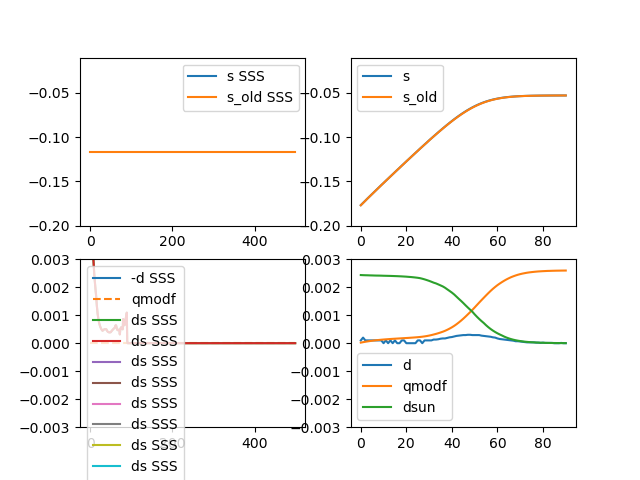 −0.05
−0.10
−0.15
−0.20
0
200
400
s SSS
s_old SSS
−0.05
−0.10
−0.15
−0.20
0
20
40
60
80
s
s_old
0.003
0.002
0.001
0.000
−0.001
−0.002
−0.003
0
200
400
-d SSS
qmodf
ds SSS
ds SSS
ds SSS
ds SSS
ds SSS
ds SSS
ds SSS
ds SSS
0.003
0.002
0.001
0.000
−0.001
−0.002
−0.003
0
20
40
60
80
d
qmodf
dsun